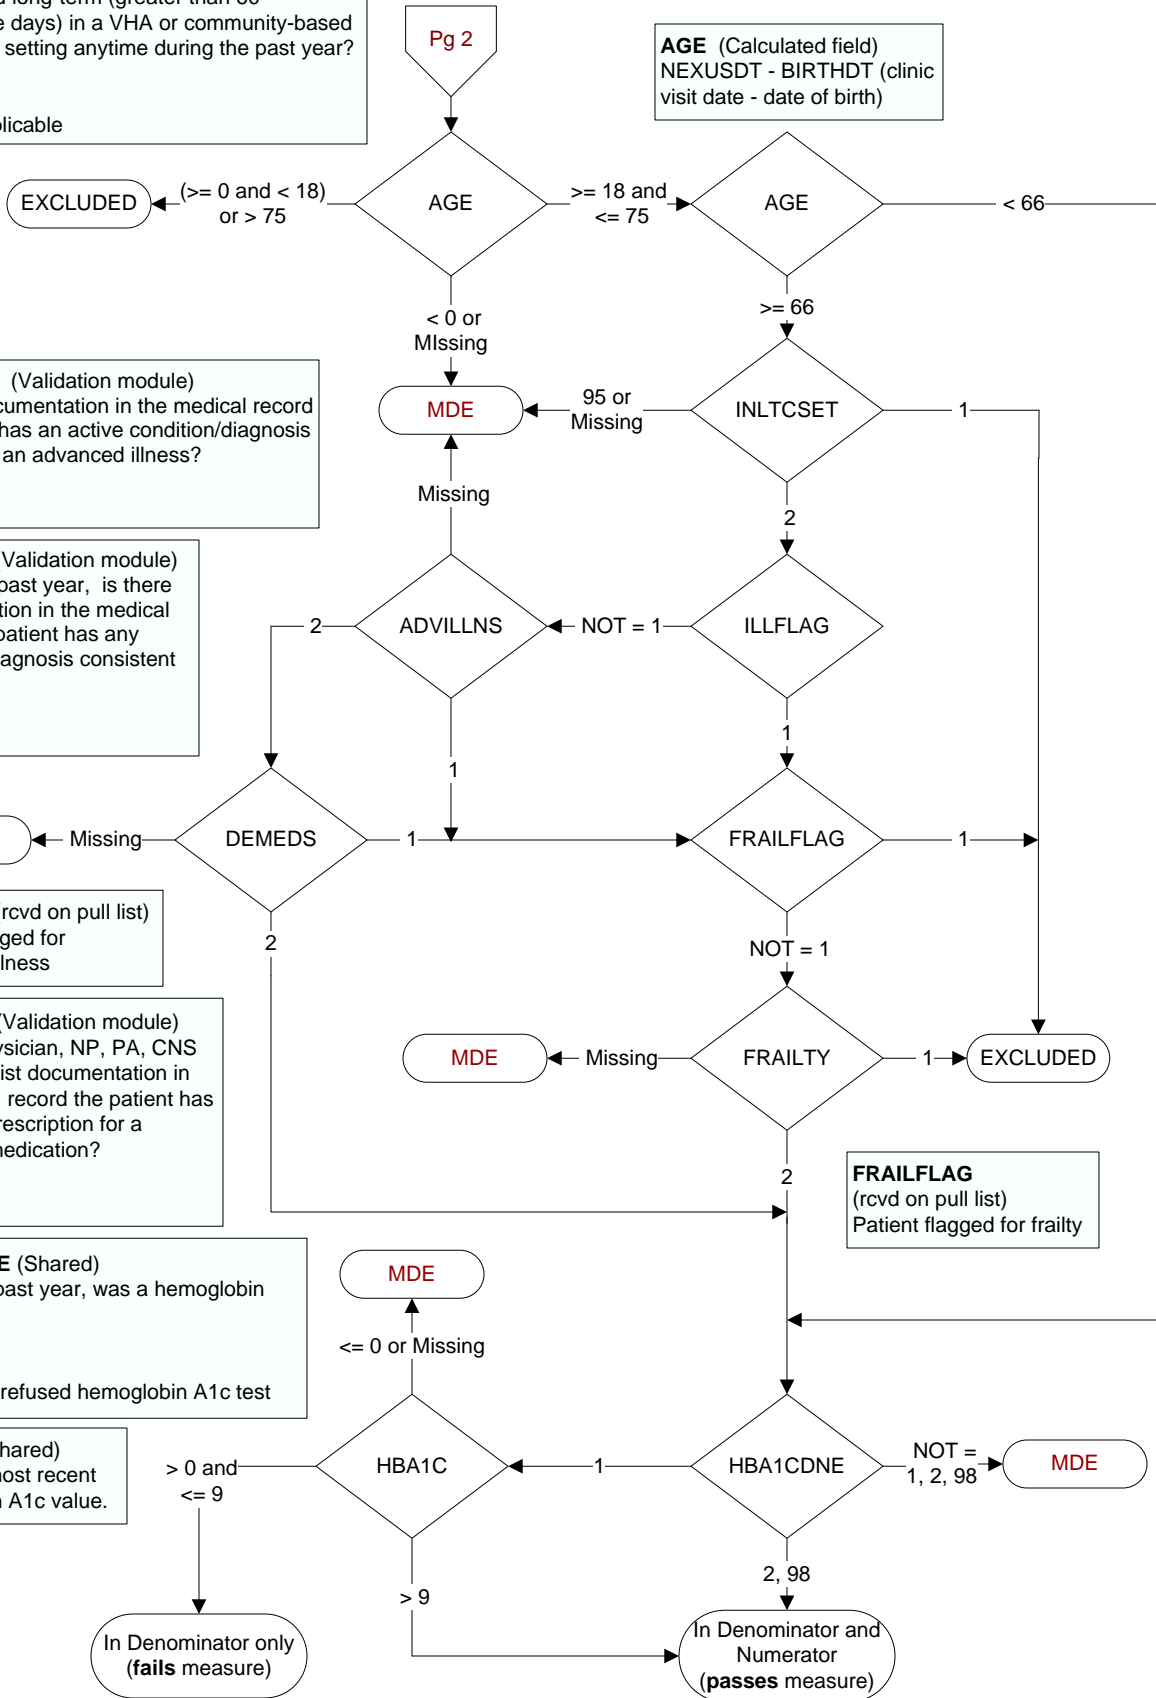 e days) in a VHA or community-based
setting anytime during the past year?
licable
Pg 2
AGE (Calculated field)
NEXUSDT - BIRTHDT (clinic
visit date - date of birth)
EXCLUDED
(>= 0 and < 18)
or > 75
AGE
>= 18 and
<= 75
AGE
< 66
< 0 or
MIssing
>= 66
(Validation module)
cumentation in the medical record
has an active condition/diagnosis
an advanced illness?
MDE
95 or
Missing
INLTCSET
1
Missing
2
(Validation module)
past year, is there
tion in the medical
patient has any
agnosis consistent
2
ADVILLNS
NOT = 1
ILLFLAG
1
1
Missing
DEMEDS
1
FRAILFLAG
1
(rcvd on pull list)
ged for
lness
2
NOT = 1
(Validation module)
ysician, NP, PA, CNS
ist documentation in
record the patient has
rescription for a
medication?
MDE
Missing
FRAILTY
1
EXCLUDED
2
FRAILFLAG
(rcvd on pull list)
Patient flagged for frailty
E (Shared)
past year, was a hemoglobin
refused hemoglobin A1c test
MDE
<= 0 or Missing
hared)
most recent
A1c value.
> 0 and
<= 9
HBA1C
1
HBA1CDNE
NOT =
1, 2, 98
MDE
> 9
2, 98
In Denominator only
(fails measure)
In Denominator and
Numerator
(passes measure)